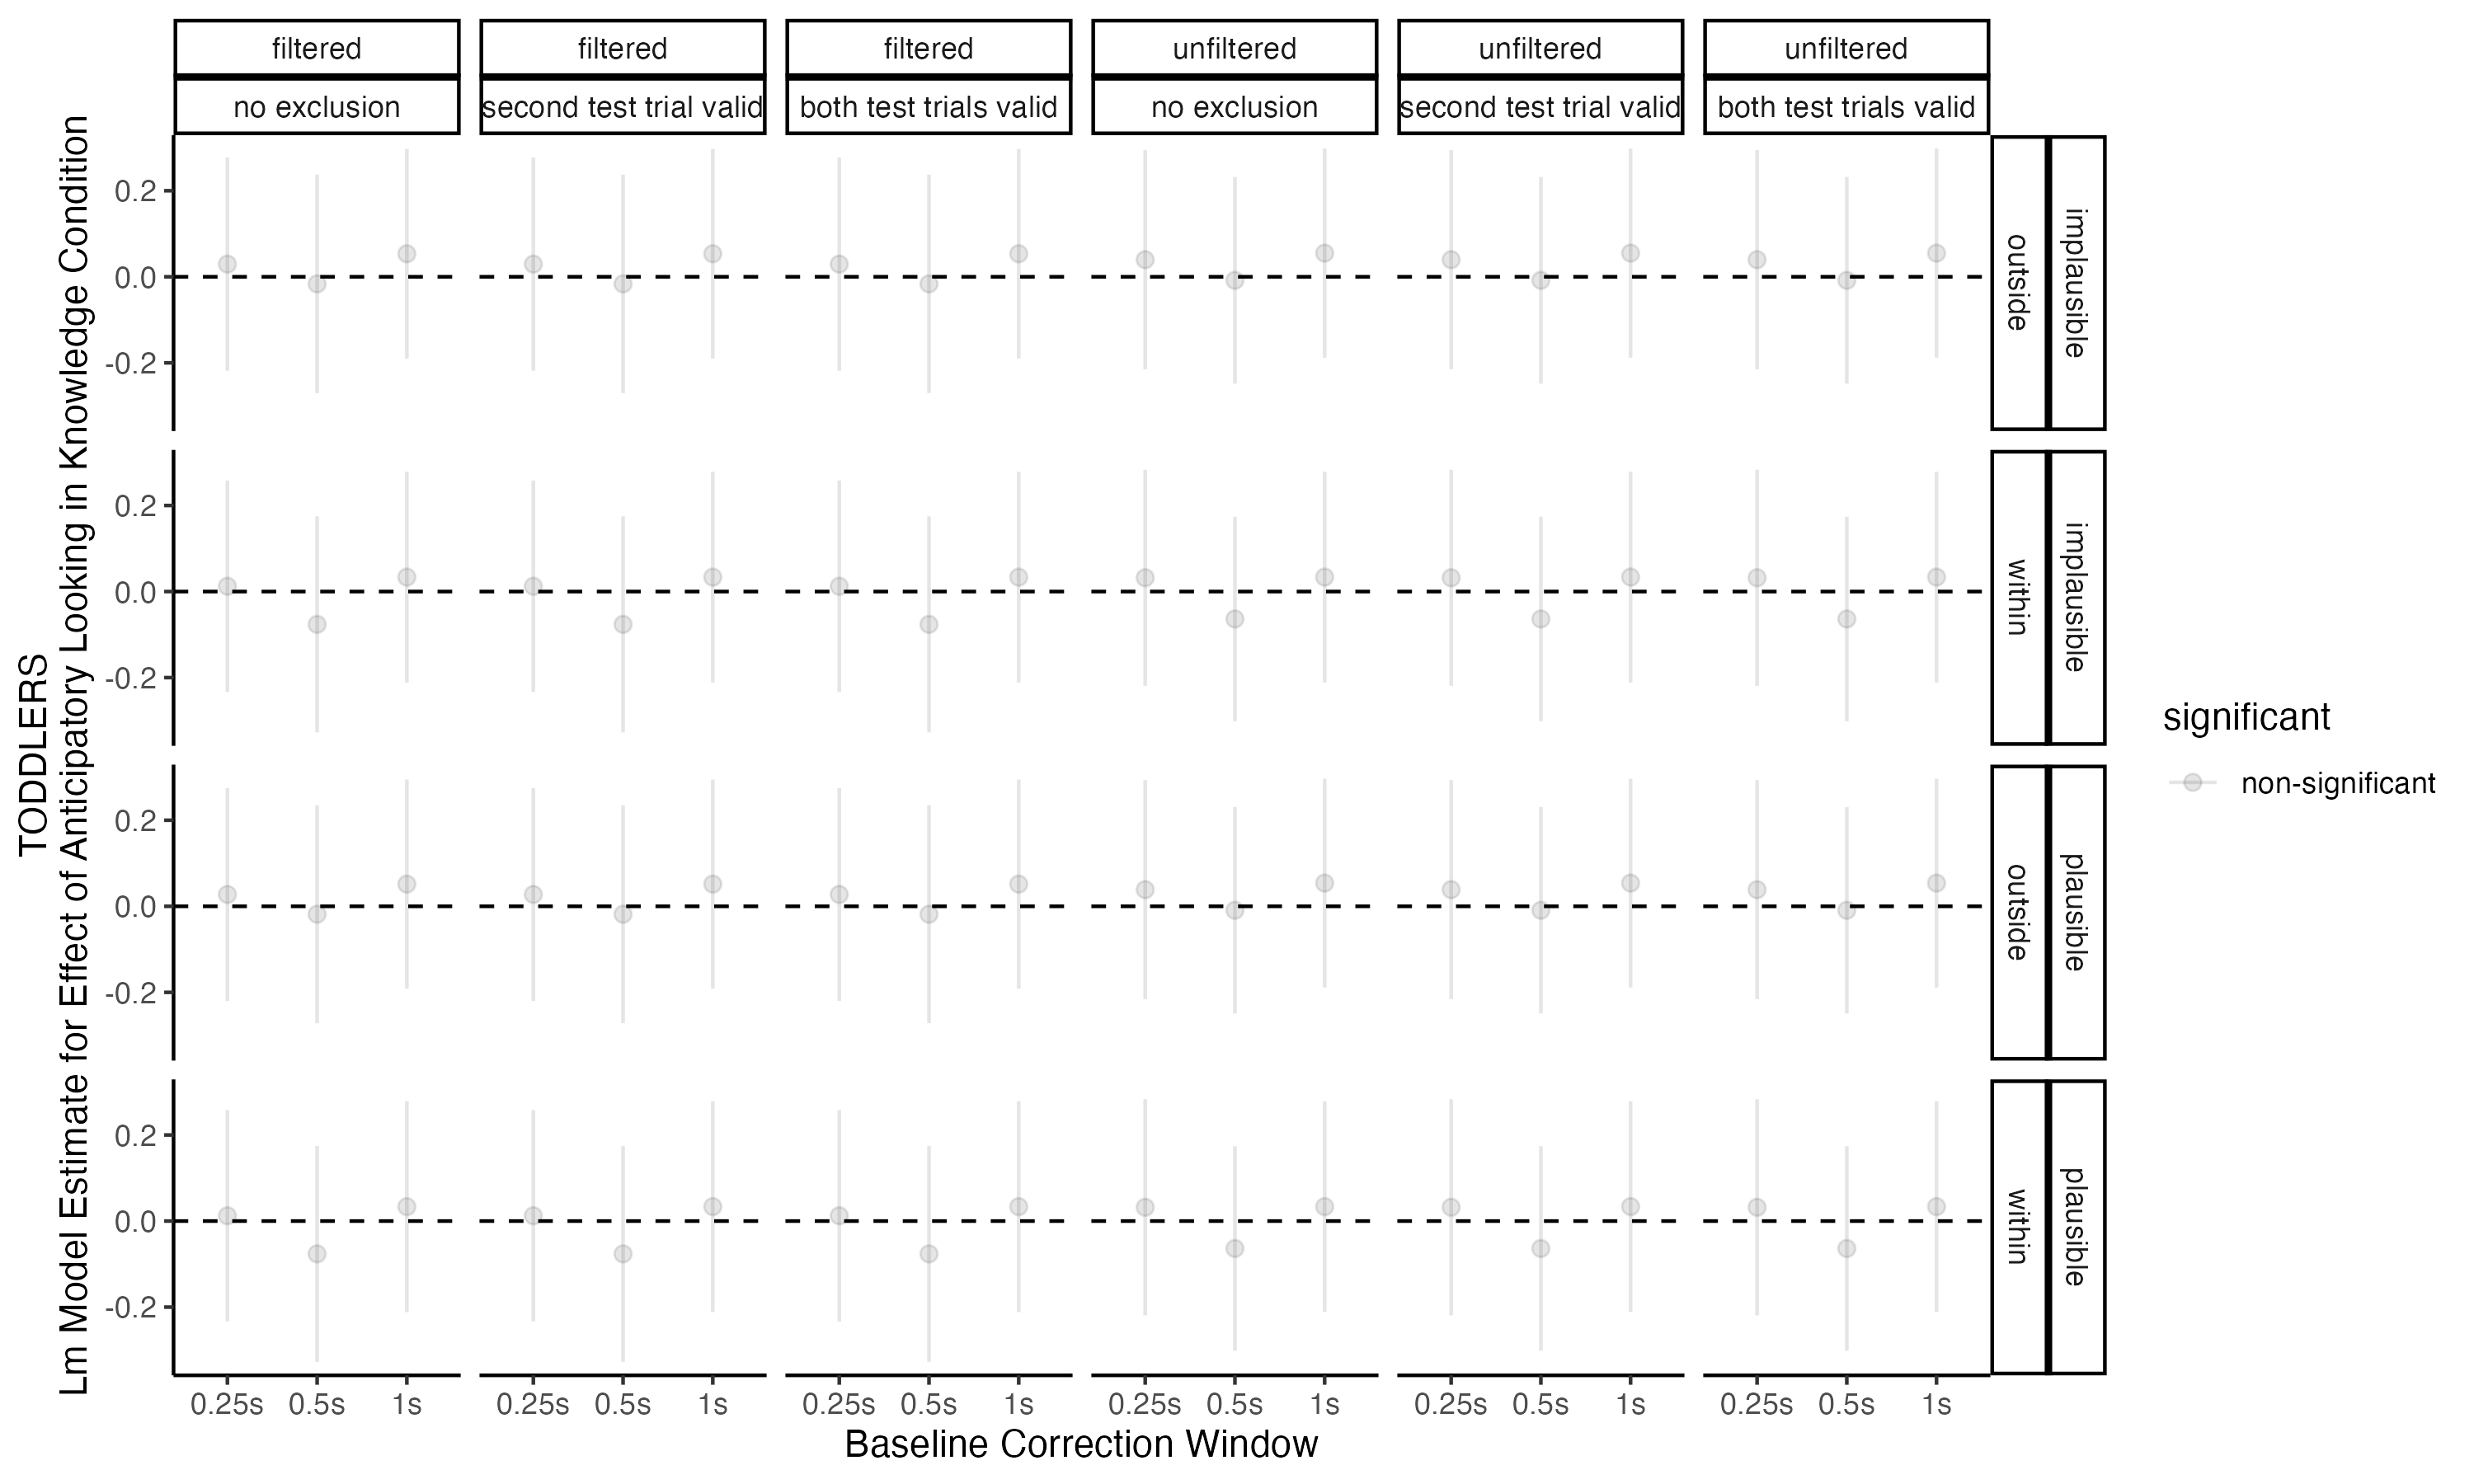 filtered
filtered
filtered
unfiltered
unfiltered
unfiltered
no exclusion
second test trial valid
both test trials valid
no exclusion
second test trial valid
both test trials valid
TODDLERS
Lm Model Estimate for Effect of Anticipatory Looking in Knowledge Condition
0.2
0.0
-0.2
outside
implausible
0.2
0.0
-0.2
within
implausible
0.2
0.0
-0.2
outside
plausible
0.2
0.0
-0.2
within
plausible
significant
non-significant
0.25s 0.5s 1s
0.25s 0.5s 1s
0.25s 0.5s 1s
0.25s 0.5s 1s
0.25s 0.5s 1s
0.25s 0.5s 1s
Baseline Correction Window